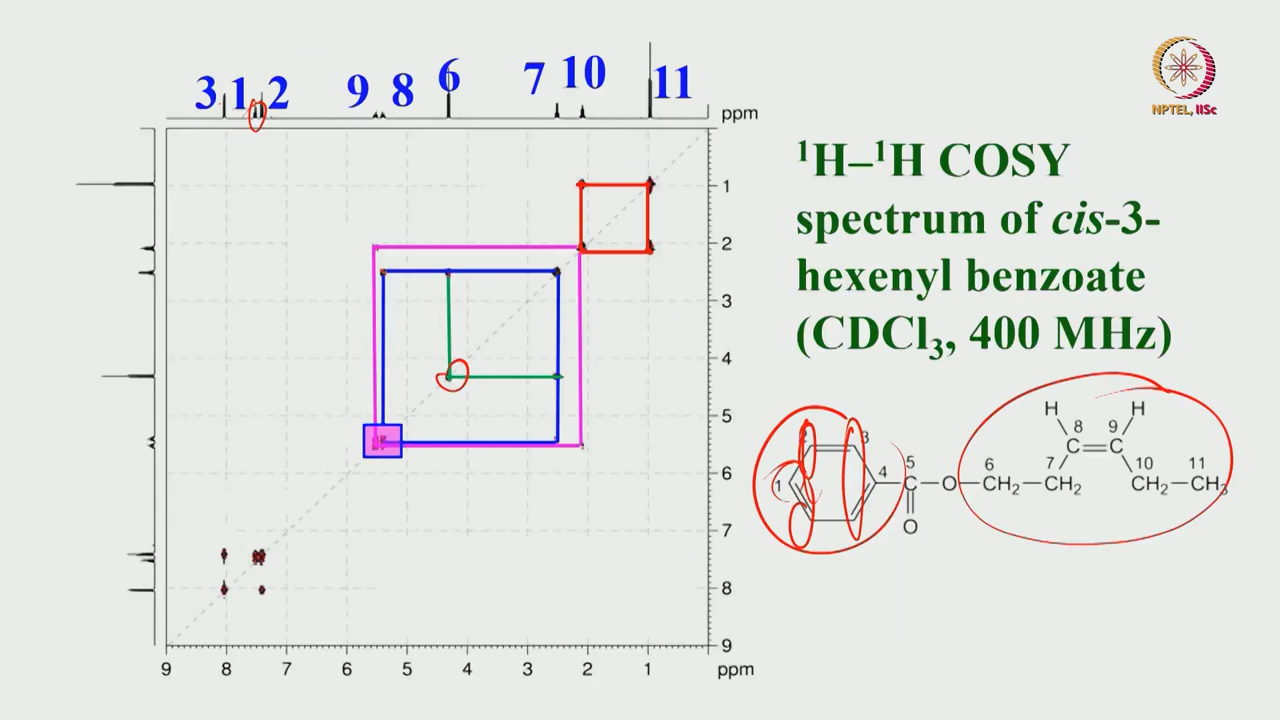 3 1 2 9 8 6 7 10 11
NPTEL, IISc
ppm
1
2
3
4
5
6
7
8
9
9 8 7 6 5 4 3 2 1 ppm
¹H–¹H COSY
spectrum of cis-3-
hexenyl benzoate
(CDCl₃, 400 MHz)
H H
2 3 8 9
1 4 5 6 7 10 11
C O CH₂ CH₂ C C CH₂ CH₃
O